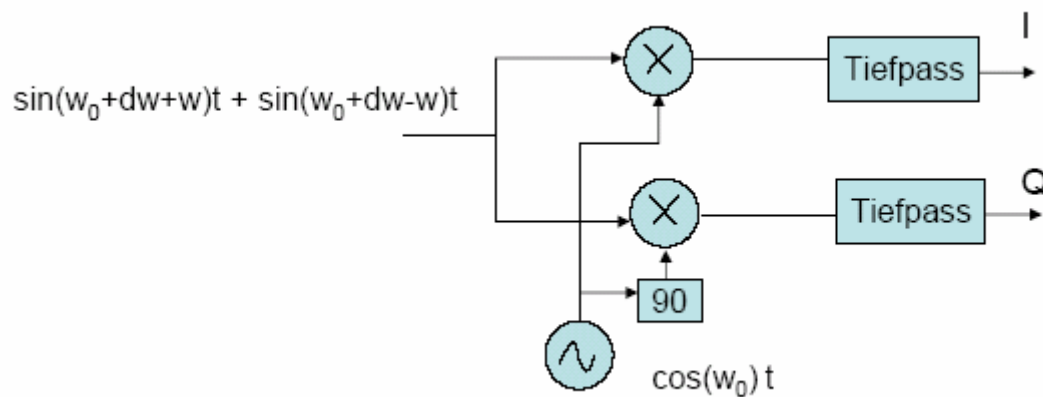 I
Tiefpass
sin(w₀+dw+w)t + sin(w₀+dw-w)t
Q
Tiefpass
90
cos(w₀) t